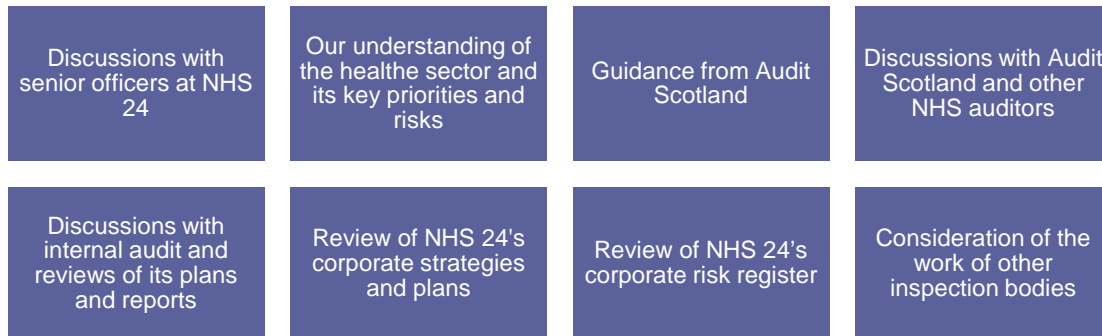 Discussions with
senior officers at NHS
24
Our understanding of
the healthe sector and
its key priorities and
risks
Guidance from Audit
Scotland
Discussions with Audit
Scotland and other
NHS auditors
Discussions with
internal audit and
reviews of its plans
and reports
Review of NHS 24's
corporate strategies
and plans
Review of NHS 24’s
corporate risk register
Consideration of the
work of other
inspection bodies